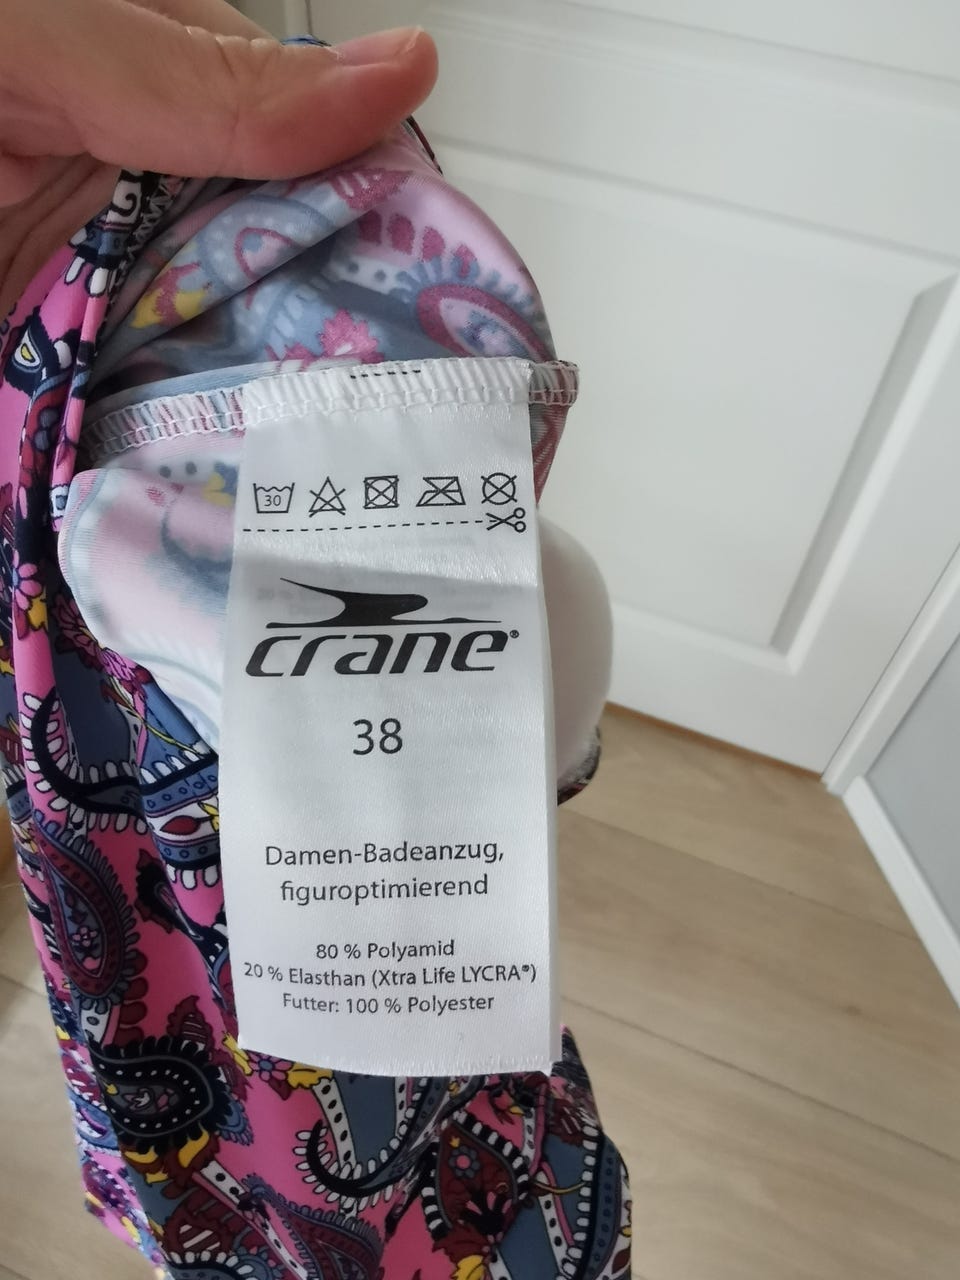 30
crane®
38
Damen-Badeanzug,
figuroptimierend
80 % Polyamid
20 % Elasthan (Xtra Life LYCRA®)
Futter: 100 % Polyester